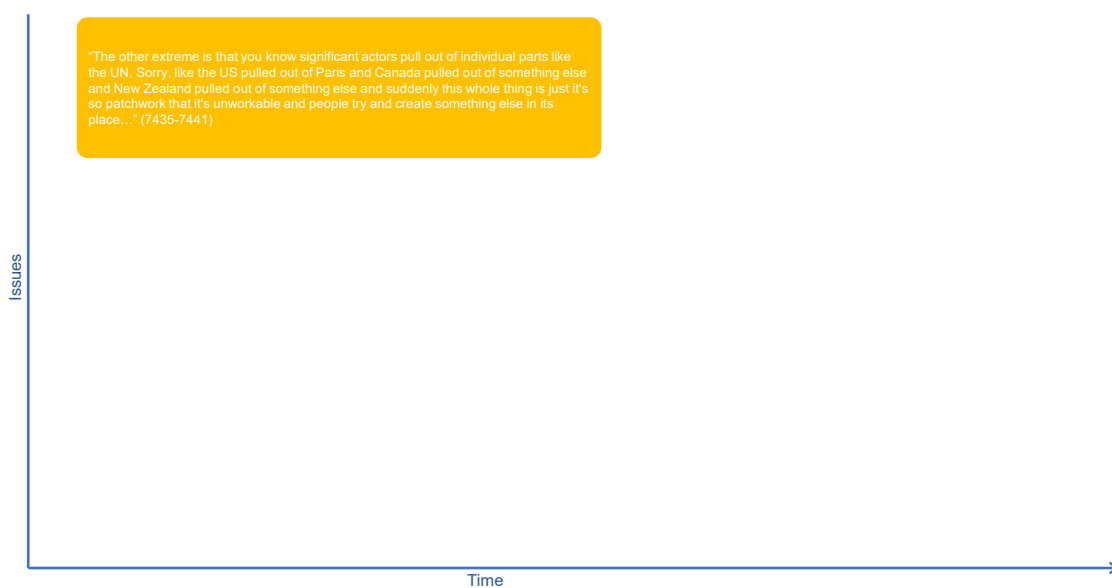 “The other extreme is that you know significant actors pull out of individual parts like
the UN. Sorry, like the US pulled out of Paris and Canada pulled out of something else
and New Zealand pulled out of something else and suddenly this whole thing is just it's
so patchwork that it's unworkable and people try and create something else in its
place…” (7435-7441)
Issues
Time